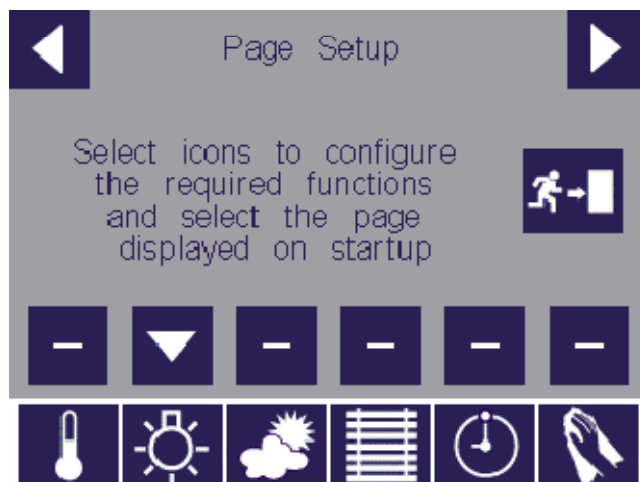 Page Setup
Select icons to configure
the required functions
and select the page
displayed on startup